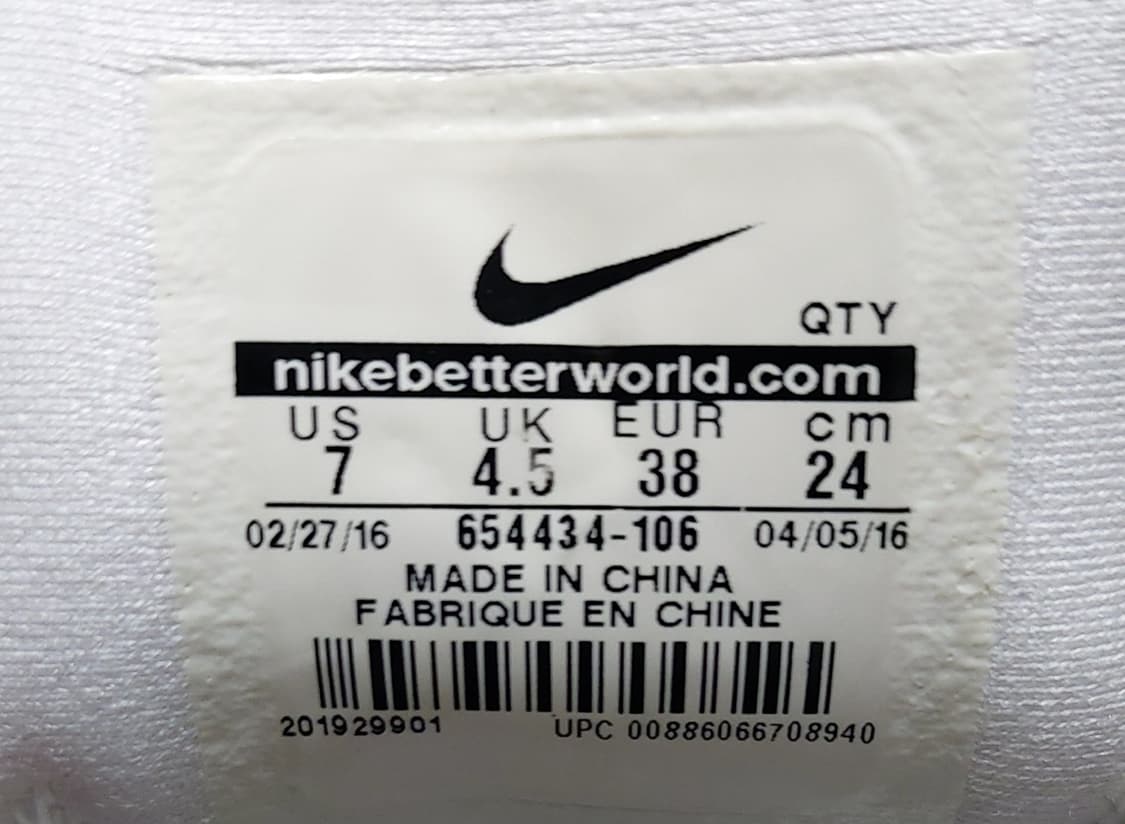 QTY
nikebetterworld.com
US UK EUR cm
7 4.5 38 24
02/27/16 654434-106 04/05/16
MADE IN CHINA
FABRIQUE EN CHINE
201929901 UPC 00886066708940